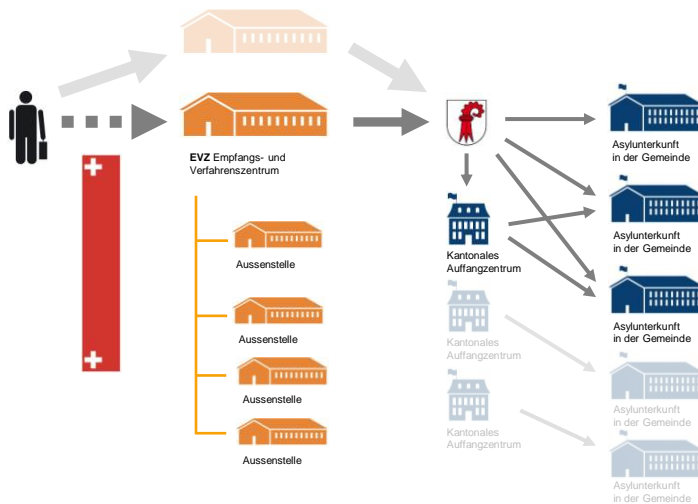 EVZ Empfangs- und
Verfahrenszentrum
Aussenstelle
Aussenstelle
Aussenstelle
Aussenstelle
Kantonales
Auffangzentrum
Kantonales
Auffangzentrum
Kantonales
Auffangzentrum
Asylunterkunft
in der Gemeinde
Asylunterkunft
in der Gemeinde
Asylunterkunft
in der Gemeinde
Asylunterkunft
in der Gemeinde
Asylunterkunft
in der Gemeinde